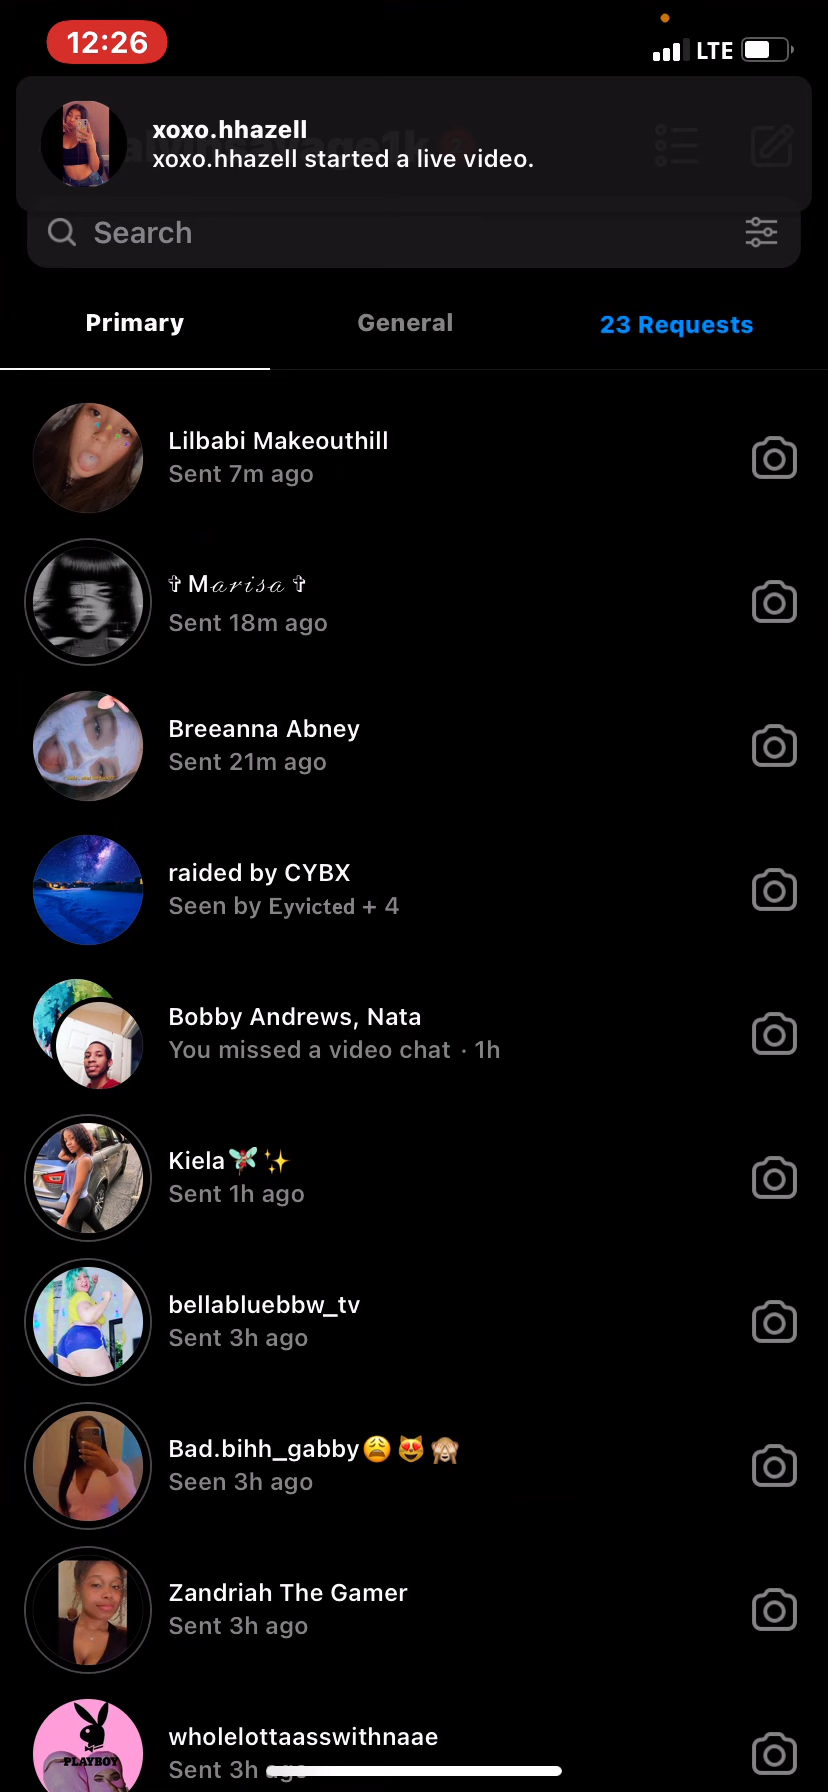 12:26
LTE
xoxo.hhazell
xoxo.hhazell started a live video.
Search
Primary
General
23 Requests
Lilbabi Makeouthill
Sent 7m ago
✞ M𝒶𝓇𝒾𝓈𝒶 ✞
Sent 18m ago
Breeanna Abney
Sent 21m ago
raided by CYBX
Seen by Eyvicted + 4
Bobby Andrews, Nata
You missed a video chat · 1h
Kiela🧚✨
Sent 1h ago
bellabluebbw_tv
Sent 3h ago
Bad.bihh_gabby😩😻🙈
Seen 3h ago
Zandriah The Gamer
Sent 3h ago
PLAYBOY
wholelottaasswithnaae
Sent 3h ago